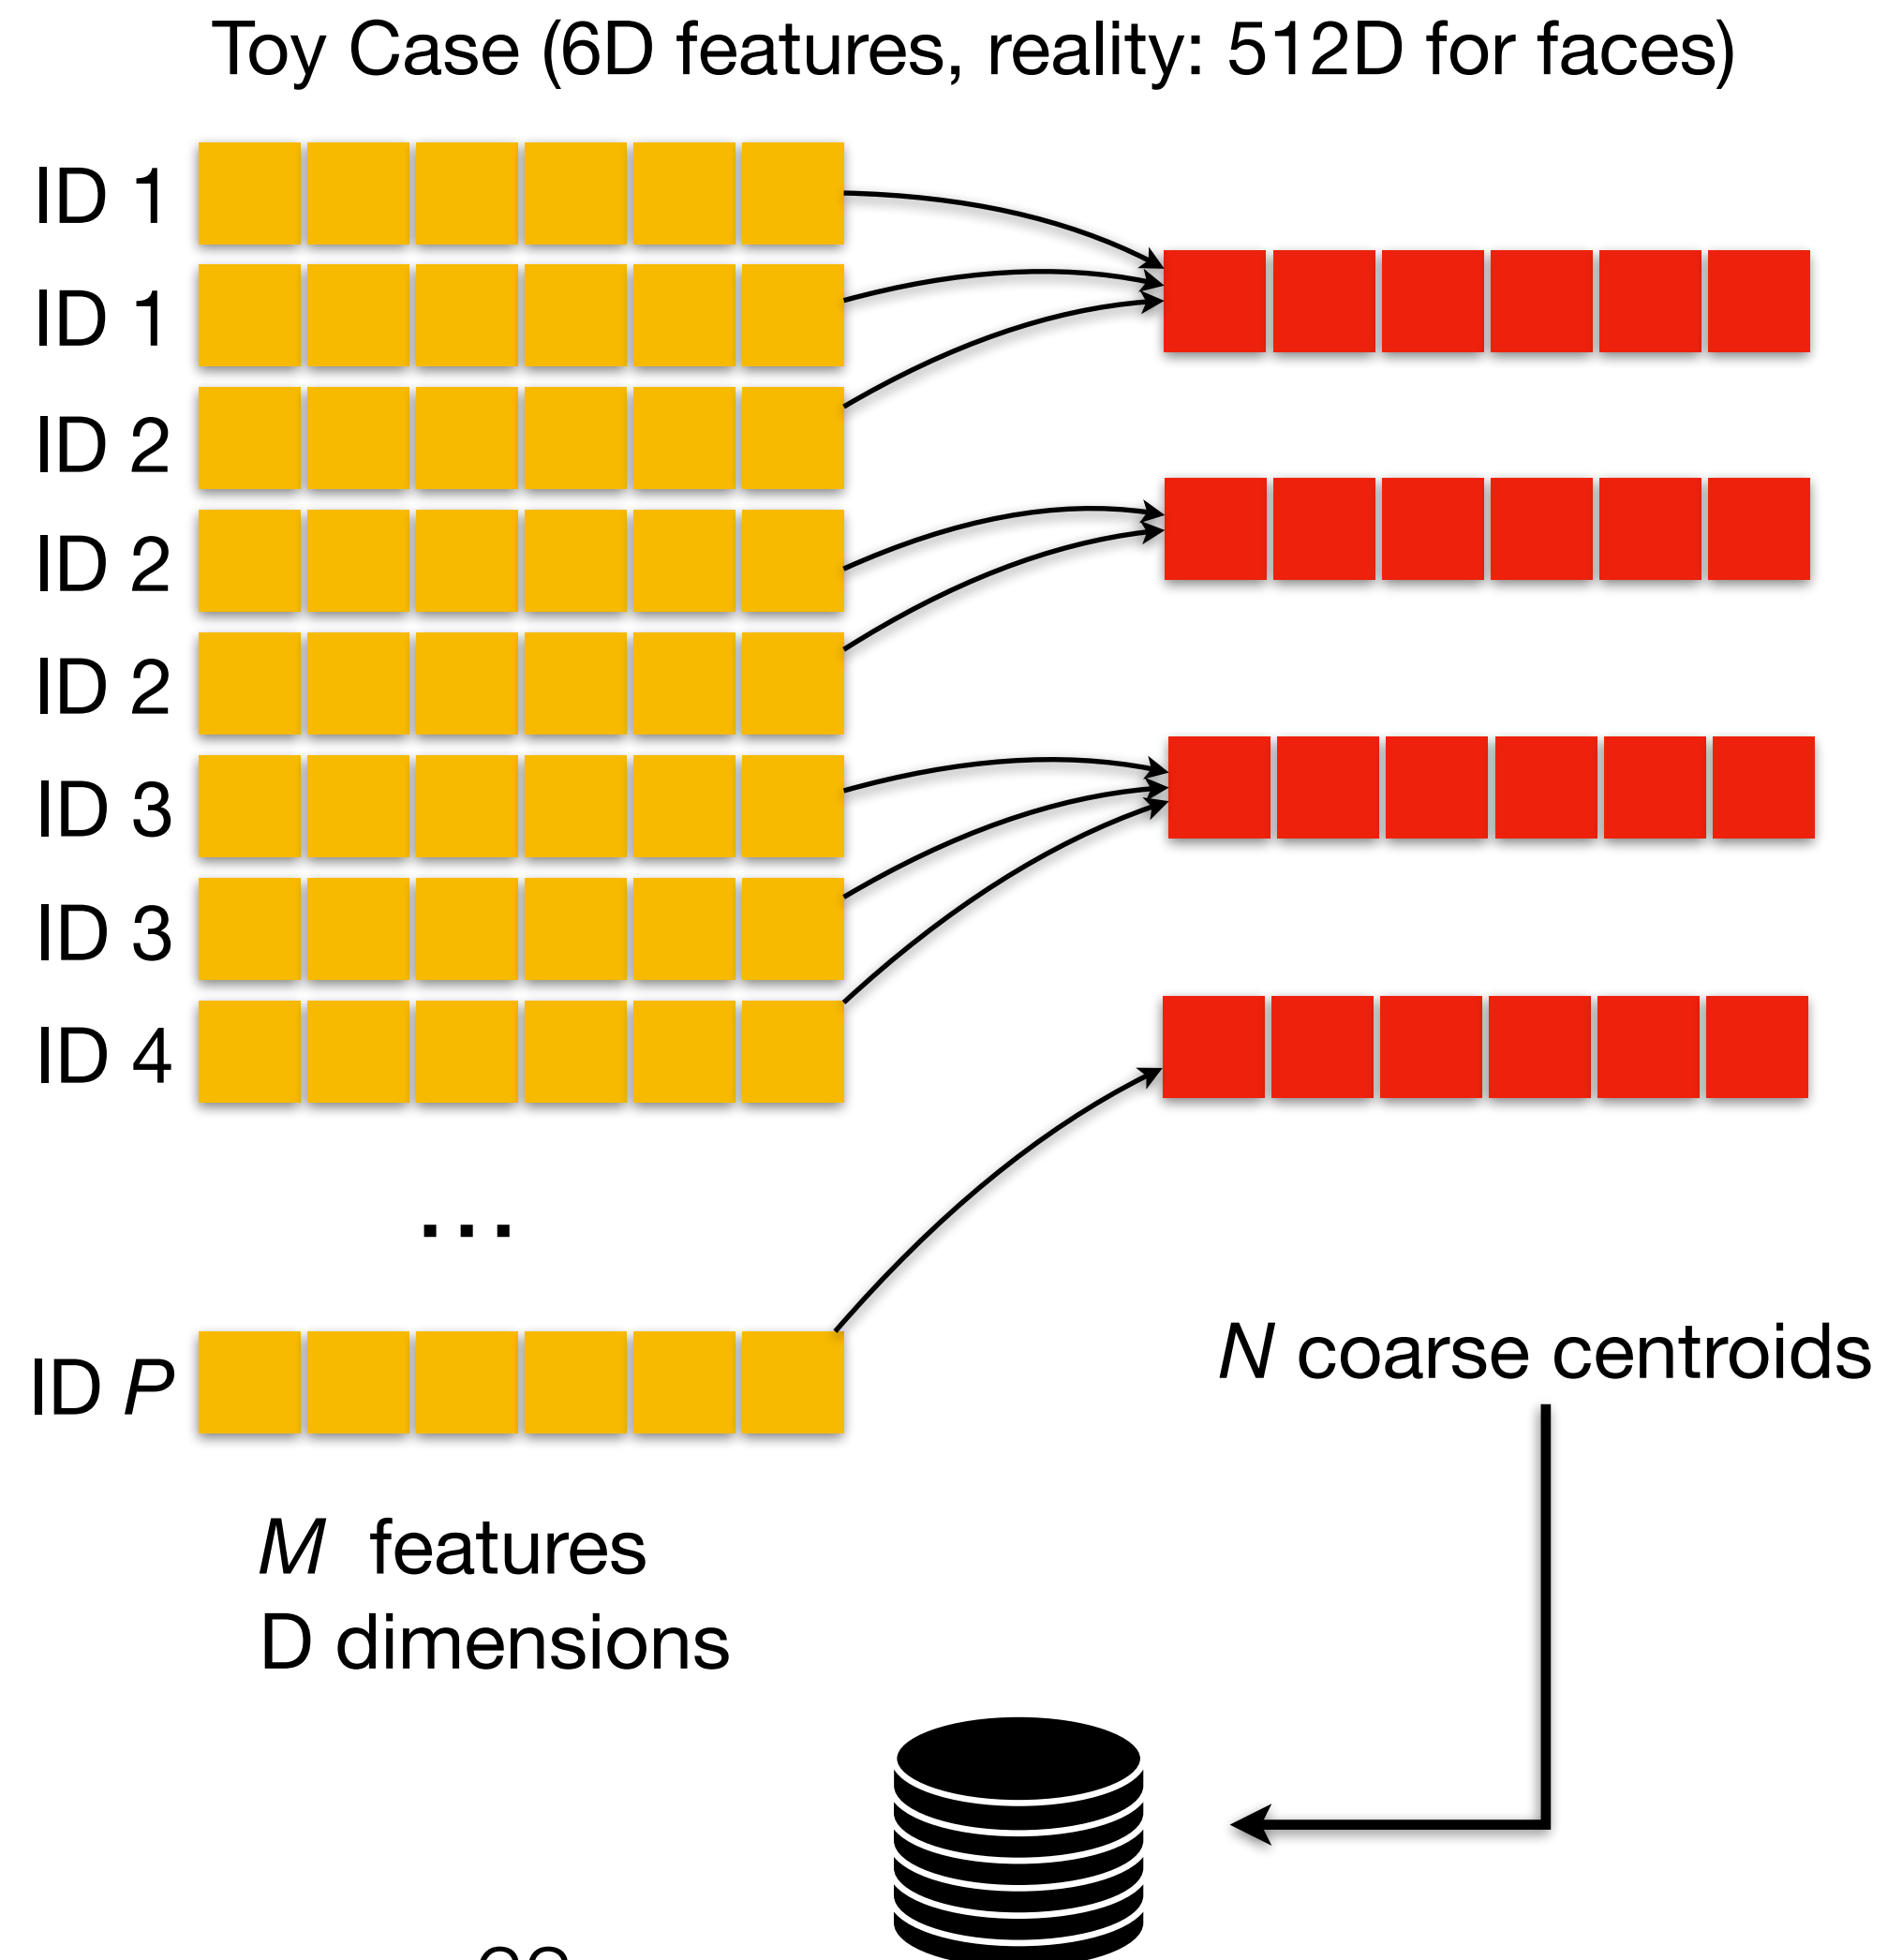 Toy Case (6D features, reality: 512D for faces)
ID 1
ID 1
ID 2
ID 2
ID 2
ID 3
ID 3
ID 4
...
ID P
N coarse centroids
M features
D dimensions